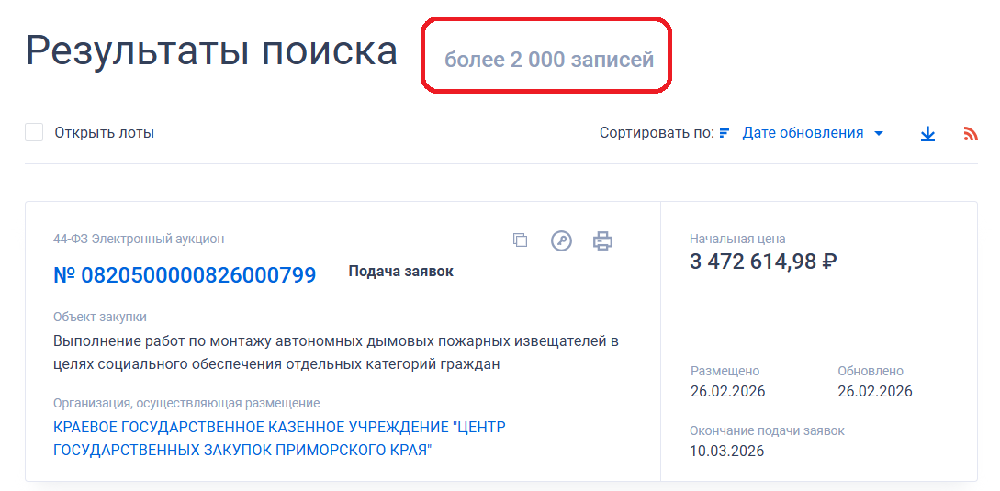 Результаты поиска
более 2 000 записей
Открыть лоты
Сортировать по:
Дате обновления
44-ФЗ Электронный аукцион
№ 0820500000826000799
Подача заявок
Объект закупки
Выполнение работ по монтажу автономных дымовых пожарных извещателей в
целях социального обеспечения отдельных категорий граждан
Организация, осуществляющая размещение
КРАЕВОЕ ГОСУДАРСТВЕННОЕ КАЗЕННОЕ УЧРЕЖДЕНИЕ "ЦЕНТР
ГОСУДАРСТВЕННЫХ ЗАКУПОК ПРИМОРСКОГО КРАЯ"
Начальная цена
3 472 614,98 ₽
Размещено
26.02.2026
Обновлено
26.02.2026
Окончание подачи заявок
10.03.2026